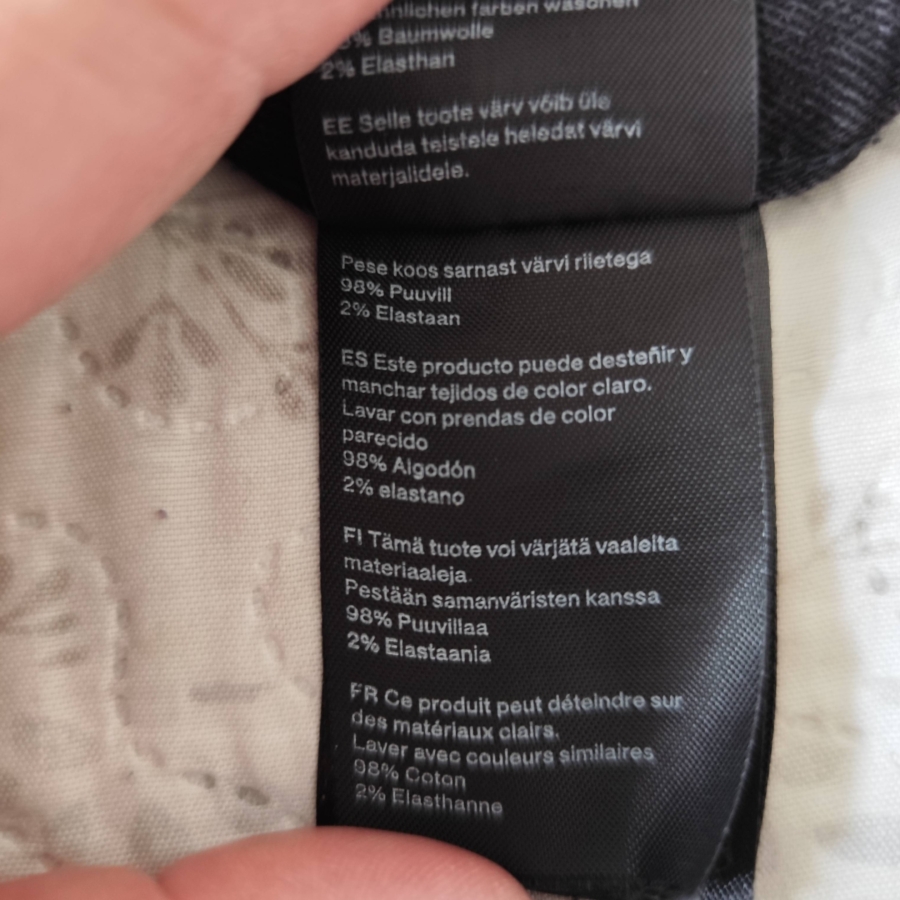 farben waschen
% Baumwolle
2% Elasthan
EE Selle toote värv võib üle
kanduda teistele heledat värvi
materjalidele.
Pese koos sarnast värvi riietega
98% Puuvill
2% Elastaan
ES Este producto puede desteñir y
manchar tejidos de color claro.
Lavar con prendas de color
parecido
98% Algodón
2% elastano
FI Tämä tuote voi värjätä vaaleita
materiaaleja.
Pestään samanväristen kanssa
98% Puuvillaa
2% Elastaania
FR Ce produit peut déteindre sur
des matériaux clairs.
Laver avec couleurs similaires
98% Coton
2% Elasthanne